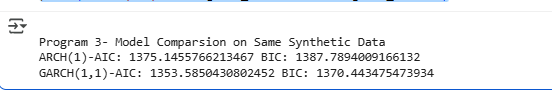 Program 3- Model Comparsion on Same Synthetic Data
ARCH(1)-AIC: 1375.1455766213467 BIC: 1387.7894009166132
GARCH(1,1)-AIC: 1353.5850430802452 BIC: 1370.443475473934